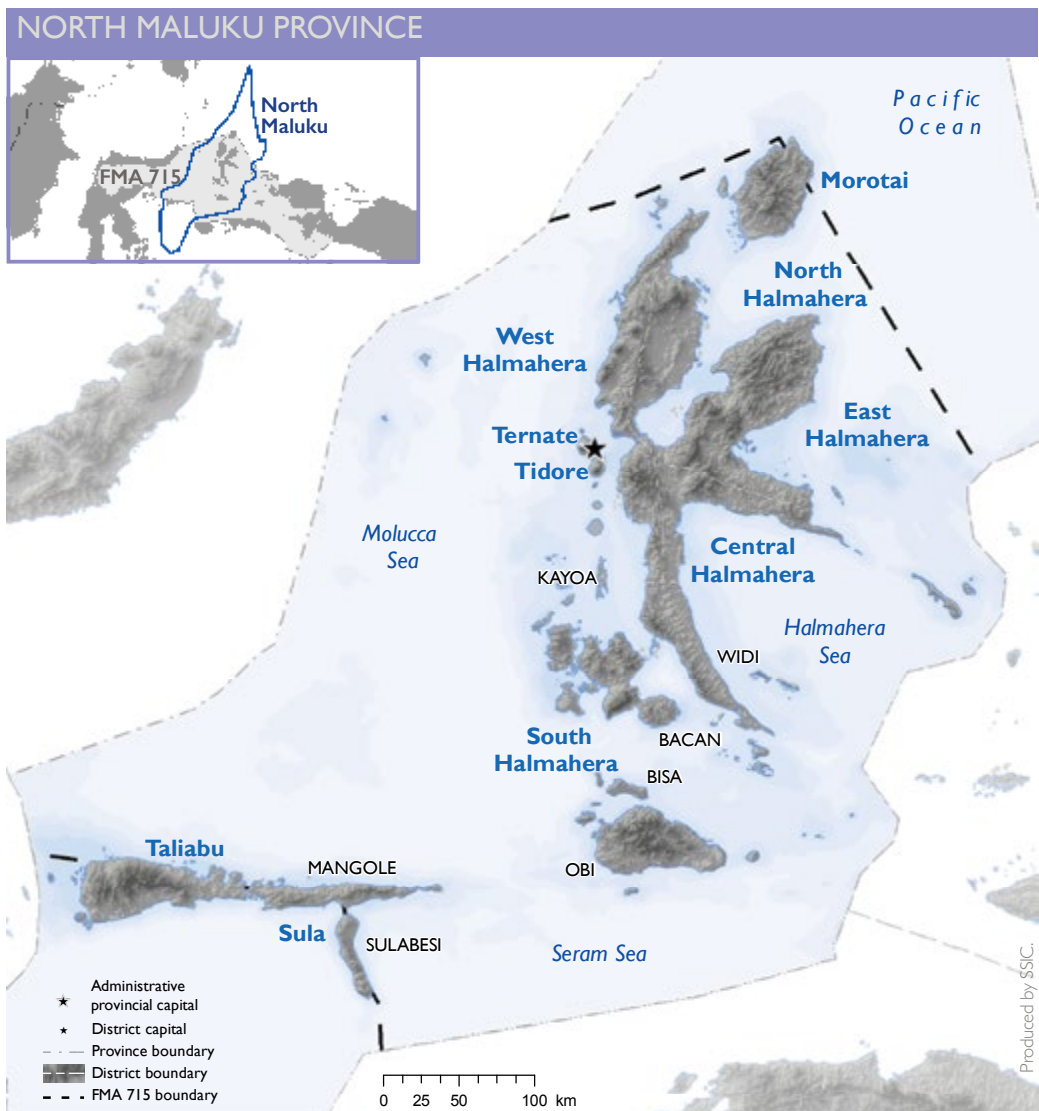 NORTH MALUKU PROVINCE
North
Maluku
FMA 715
Pacific
Ocean
Morotai
North
Halmahera
West
Halmahera
East
Halmahera
Ternate
Tidore
Molucca
Sea
Central
Halmahera
KAYOA
Halmahera
Sea
WIDI
South
Halmahera
BACAN
BISA
Taliabu
MANGOLE
OBI
Sula
SULABESI
Seram Sea
Administrative
provincial capital
District capital
Province boundary
District boundary
FMA 715 boundary
0 25 50 100 km
Produced by SSIC.